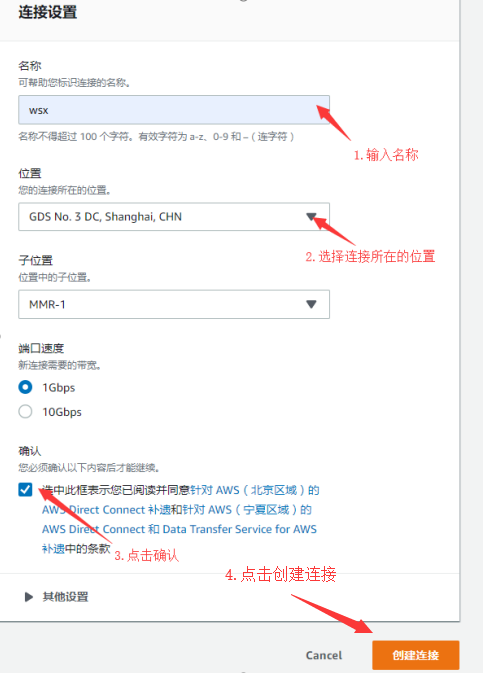 连接设置
名称
可帮助您标识连接的名称。
wsx
名称不得超过 100 个字符。有效字符为 a-z、0-9 和 –（连字符）
1.输入名称
位置
您的连接所在的位置。
GDS No. 3 DC, Shanghai, CHN
2.选择连接所在的位置
子位置
位置中的子位置。
MMR-1
端口速度
新连接需要的带宽。
1Gbps
10Gbps
确认
您必须确认以下内容后才能继续。
选中此框表示您已阅读并同意针对 AWS（北京区域）的
AWS Direct Connect 补遗和针对 AWS（宁夏区域）的
AWS Direct Connect 和 Data Transfer Service for AWS
补遗中的条款
3.点击确认
4.点击创建连接
其他设置
Cancel
创建连接